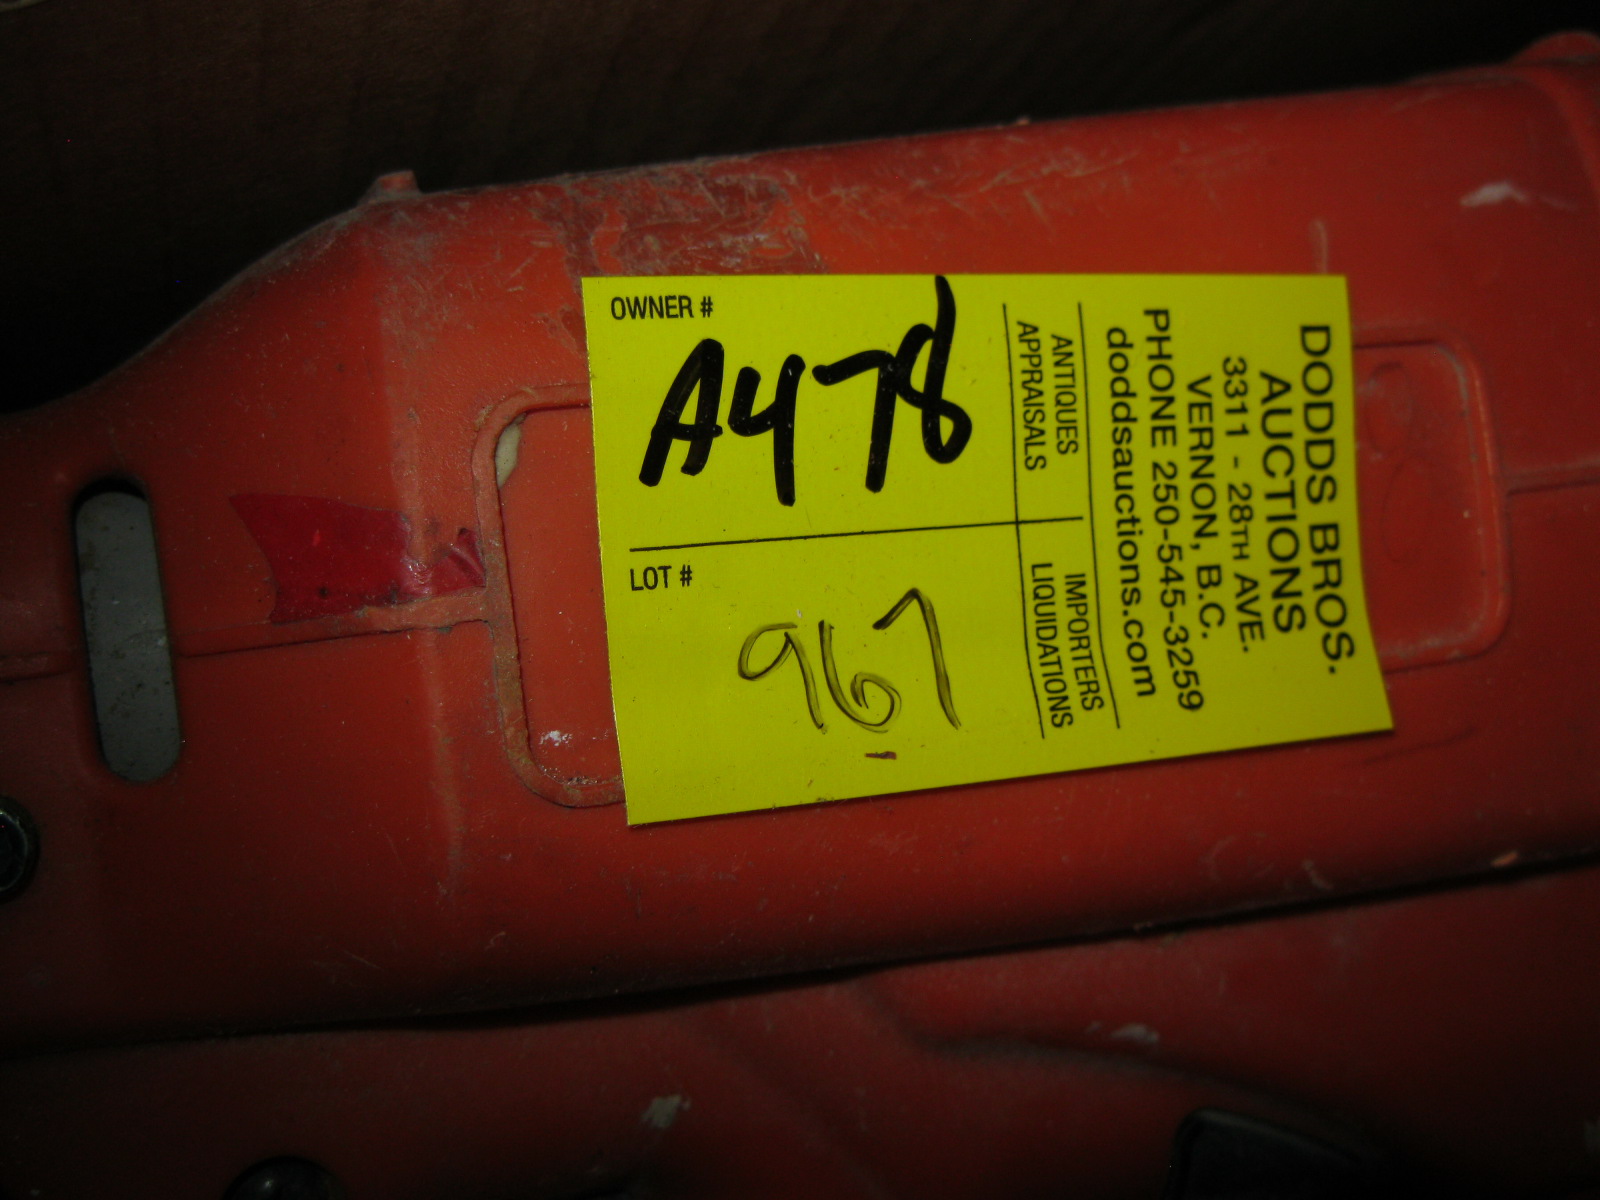 OWNER #
A478
LOT #
967
ANTIQUES
APPRAISALS
IMPORTERS
LIQUIDATIONS
DODDS BROS.
AUCTIONS
3311 - 28TH AVE.
VERNON, B.C.
PHONE 250-545-3259
doddsauctions.com